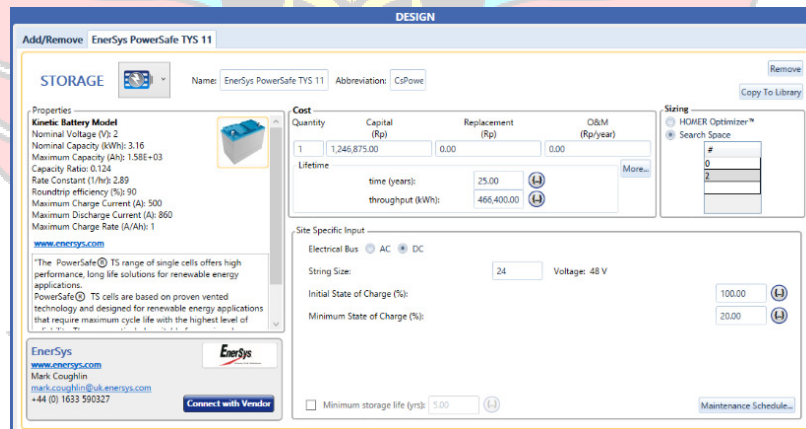 DESIGN
Add/Remove EnerSys PowerSafe TYS 11
STORAGE
Name: EnerSys PowerSafe TYS 11 Abbreviation: CsPowe
Remove
Copy To Library
Properties
Kinetic Battery Model
Nominal Voltage (V): 2
Nominal Capacity (kWh): 3.16
Maximum Capacity (Ah): 1.58E+03
Capacity Ratio: 0.124
Rate Constant (1/hr): 2.89
Roundtrip efficiency (%): 90
Maximum Charge Current (A): 500
Maximum Discharge Current (A): 860
Maximum Charge Rate (A/Ah): 1
www.enersys.com
"The PowerSafe® TS range of single cells offers high
performance, long life solutions for renewable energy
applications.
PowerSafe® TS cells are based on proven vented
technology and designed for renewable energy applications
that require maximum cycle life with the highest level of
EnerSys
www.enersys.com
Mark Coughlin
mark.coughlin@uk.enersys.com
+44 (0) 1633 590327
EnerSys
Connect with Vendor
Cost
Quantity Capital Replacement O&M
(Rp) (Rp) (Rp/year)
1 1,246,875.00 0.00 0.00
Lifetime
More...
time (years): 25.00 (..)
throughput (kWh): 466,400.00 (..)
Sizing
HOMER Optimizer™
Search Space
#
0
2
Site Specific Input
Electrical Bus AC DC
String Size: 24 Voltage: 48 V
Initial State of Charge (%): 100.00 (..)
Minimum State of Charge (%): 20.00 (..)
Minimum storage life (yrs): 5.00 (..)
Maintenance Schedule...